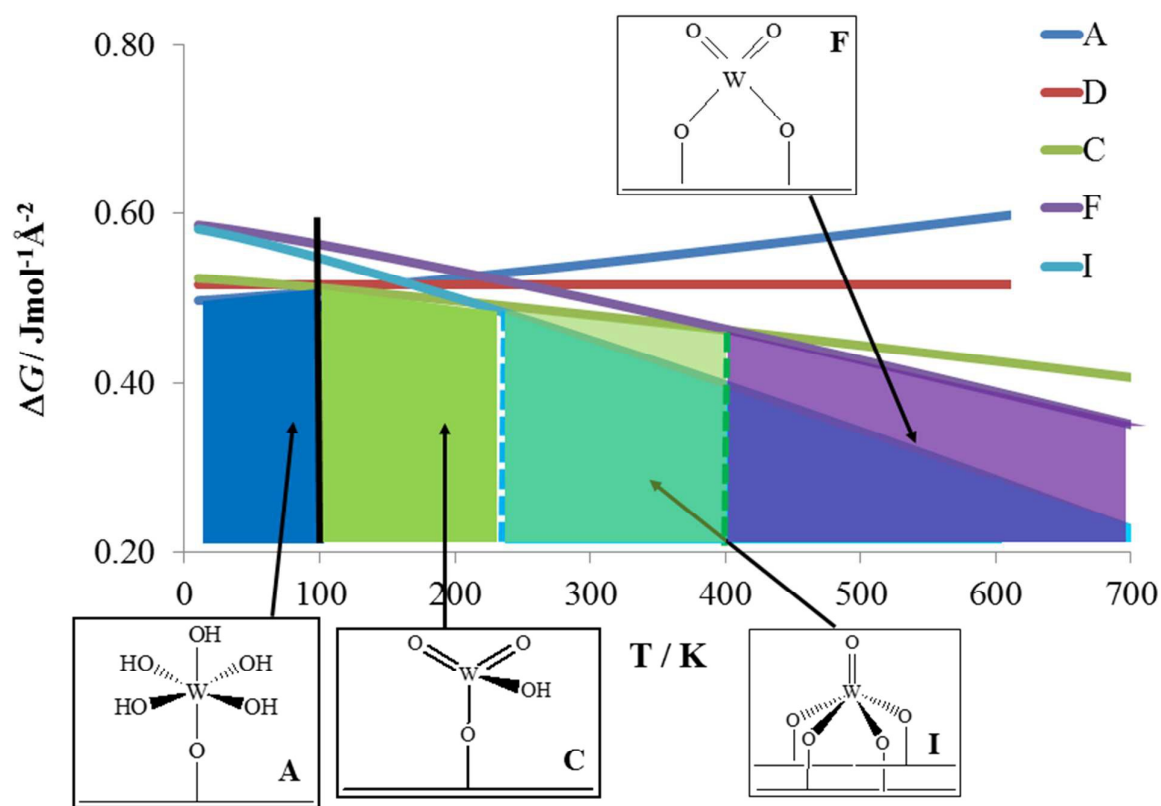 0.80
0.60
0.40
0.20
ΔG/ Jmol⁻¹Å⁻²
0 100 200 300 400 500 600 700
T / K
A
D
C
F
I
O O
W
O O
F
OH
HO OH
W
HO OH
O
A
O O
W
OH
O
C
O
W
O O
O O
I